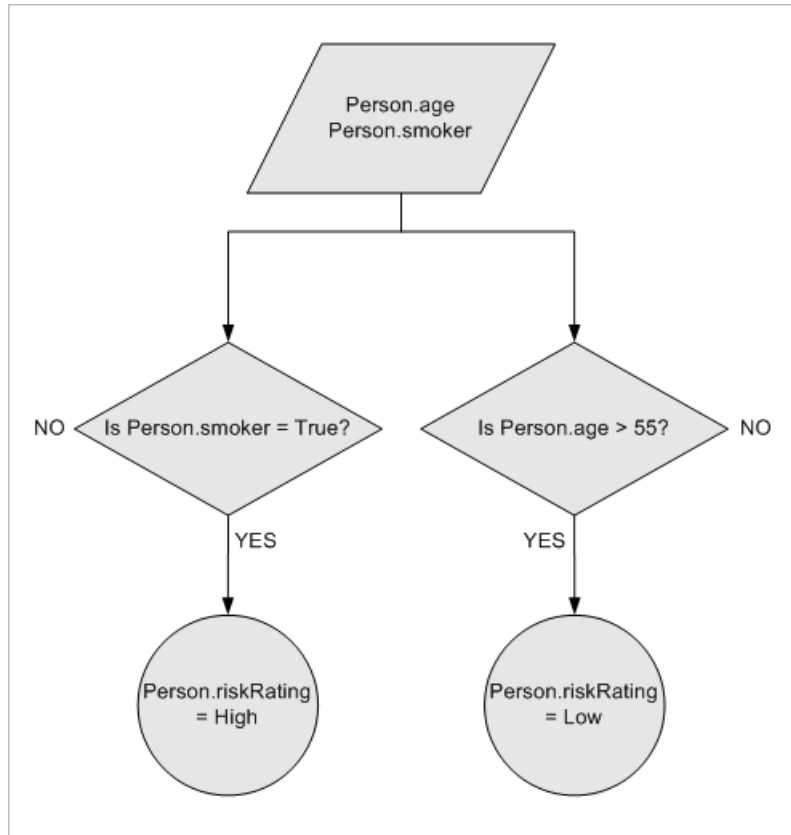 Person.age
Person.smoker
NO
Is Person.smoker = True?
Is Person.age > 55?
NO
YES
YES
Person.riskRating
= High
Person.riskRating
= Low